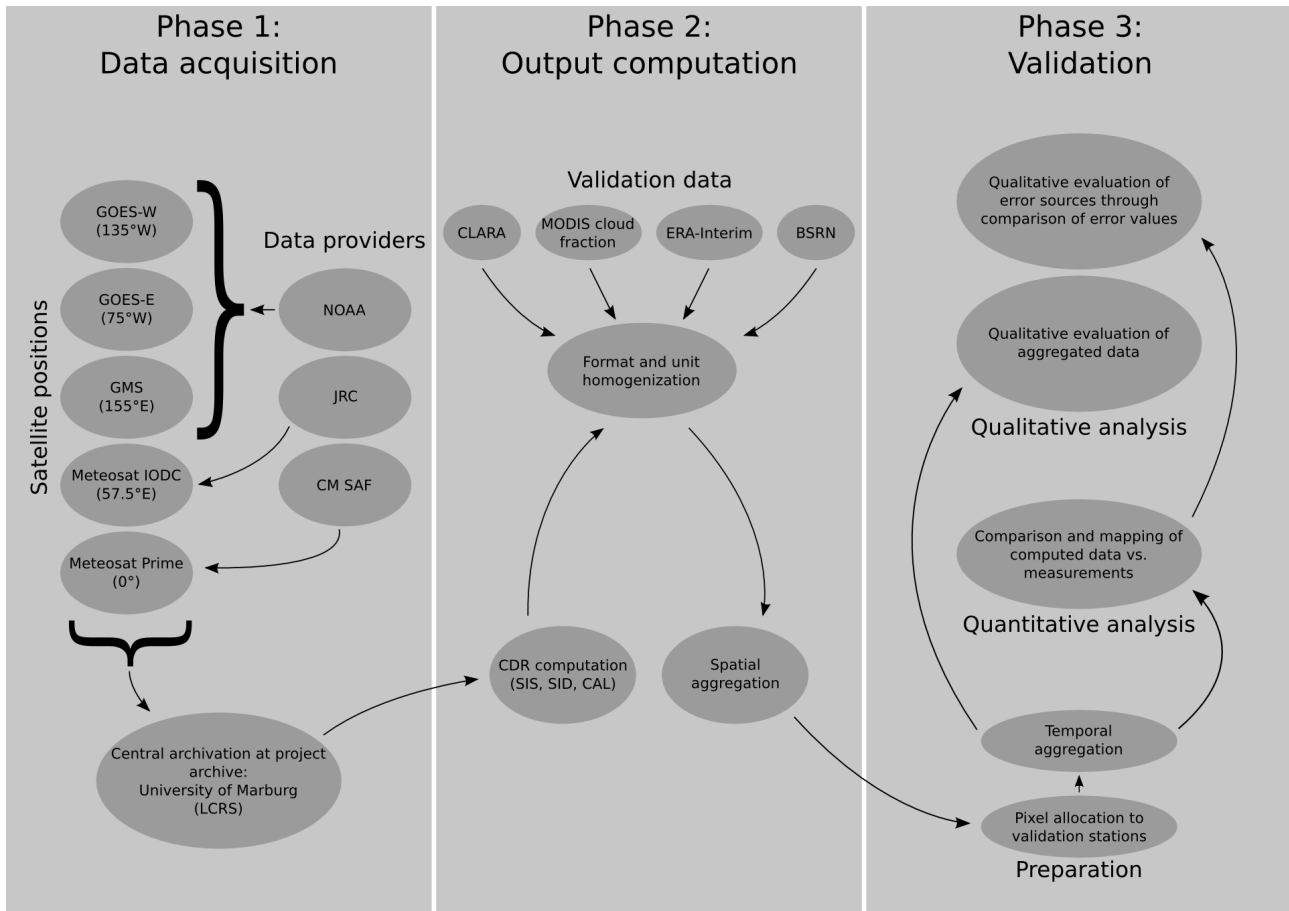 Phase 1:
Data acquisition
Satellite positions
GOES-W
(135°W)
GOES-E
(75°W)
GMS
(155°E)
Meteosat IODC
(57.5°E)
Meteosat Prime
(0°)
Data providers
NOAA
JRC
CM SAF
Central archivation at project
archive:
University of Marburg
(LCRS)
Phase 2:
Output computation
Validation data
CLARA
MODIS cloud
fraction
ERA-Interim
BSRN
Format and unit
homogenization
CDR computation
(SIS, SID, CAL)
Spatial
aggregation
Phase 3:
Validation
Qualitative evaluation of
error sources through
comparison of error values
Qualitative evaluation of
aggregated data
Qualitative analysis
Comparison and mapping of
computed data vs.
measurements
Quantitative analysis
Temporal
aggregation
Pixel allocation to
validation stations
Preparation